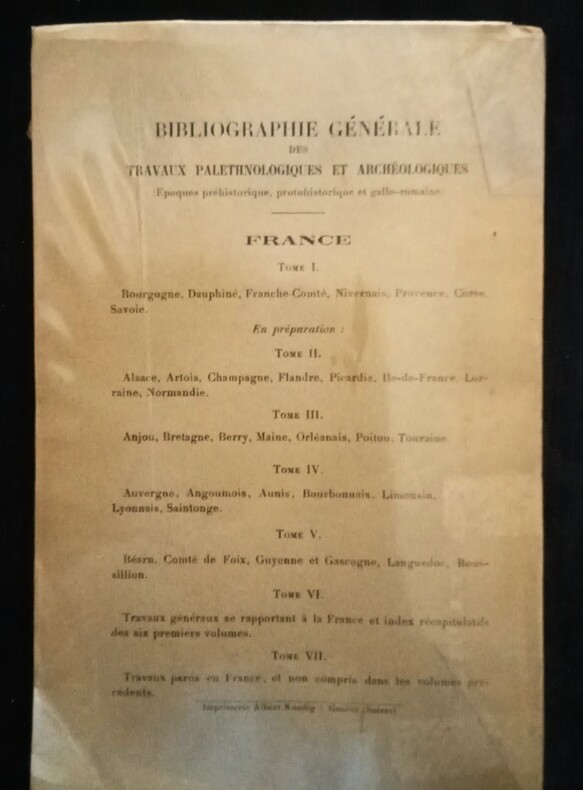 BIBLIOGRAPHIE GÉNÉRALE
DES
TRAVAUX PALETHNOLOGIQUES ET ARCHÉOLOGIQUES
(Epoques préhistorique, protohistorique et gallo-romaine)
FRANCE
TOME I.
Bourgogne, Dauphiné, Franche-Comté, Nivernais, Provence, Corse,
Savoie.
En préparation :
TOME II.
Alsace, Artois, Champagne, Flandre, Picardie, Ile-de-France, Lor-
raine, Normandie.
TOME III.
Anjou, Bretagne, Berry, Maine, Orléanais, Poitou, Touraine.
TOME IV.
Auvergne, Angoumois, Aunis, Bourbonnais, Limousin,
Lyonnais, Saintonge.
TOME V.
Béarn, Comté de Foix, Guyenne et Gascogne, Languedoc, Rous-
sillion.
TOME VI.
Travaux généraux se rapportant à la France et index récapitulatifs
des six premiers volumes.
TOME VII.
Travaux parus en France, et non compris dans les volumes pré-
cédents.
Imprimerie Albert Kundig - Genève (Suisse)